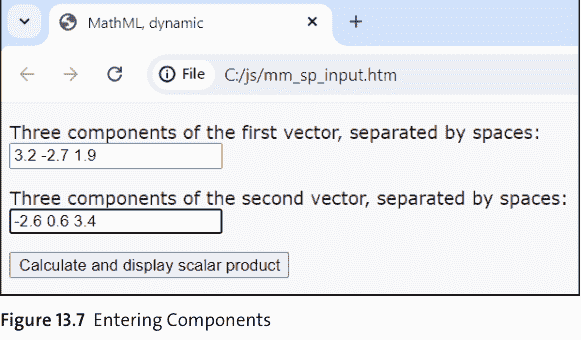 MathML, dynamic
File C:/js/mm_sp_input.htm
Three components of the first vector, separated by spaces:
3.2 -2.7 1.9
Three components of the second vector, separated by spaces:
-2.6 0.6 3.4
Calculate and display scalar product
Figure 13.7 Entering Components